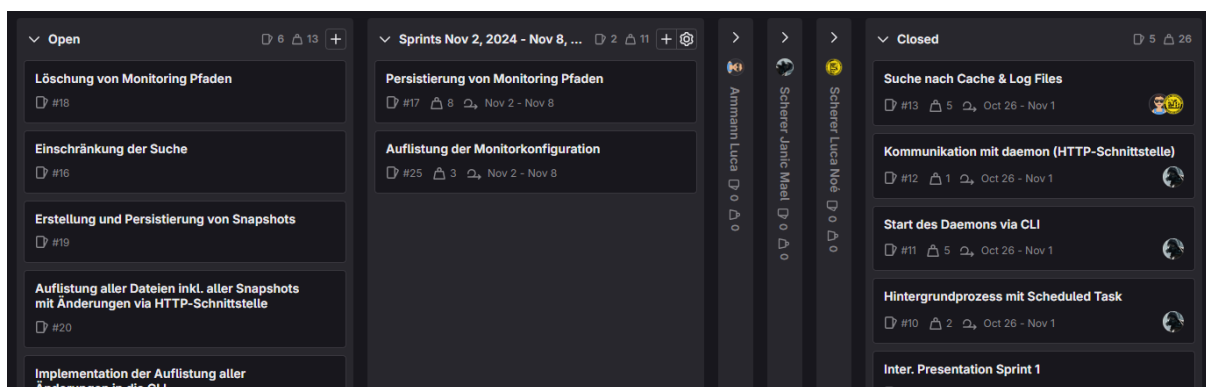 Open 6 13
Löschung von Monitoring Pfaden
#18
Einschränkung der Suche
#16
Erstellung und Persistierung von Snapshots
#19
Auflistung aller Dateien inkl. aller Snapshots
mit Änderungen via HTTP-Schnittstelle
#20
Implementation der Auflistung aller
Änderungen in die CLI
Sprints Nov 2, 2024 - Nov 8, ... 2 11
Persistierung von Monitoring Pfaden
#17 8 Nov 2 - Nov 8
Auflistung der Monitorkonfiguration
#25 3 Nov 2 - Nov 8
Ammann Luca 0 0
Scherer Janic Mael 0 0
Scherer Luca Noé 0 0
Closed 5 26
Suche nach Cache & Log Files
#13 5 Oct 26 - Nov 1
Kommunikation mit daemon (HTTP-Schnittstelle)
#12 1 Oct 26 - Nov 1
Start des Daemons via CLI
#11 5 Oct 26 - Nov 1
Hintergrundprozess mit Scheduled Task
#10 2 Oct 26 - Nov 1
Inter. Presentation Sprint 1